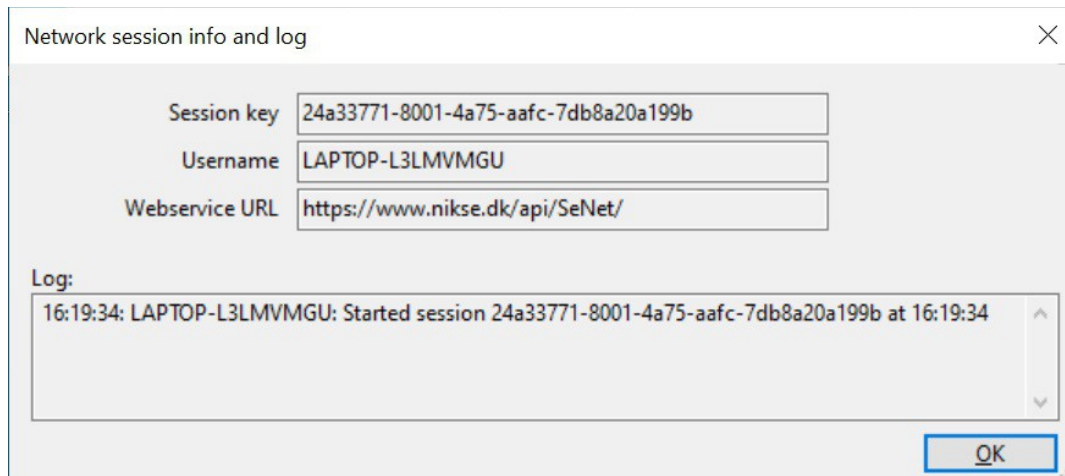 Network session info and log
Session key 24a33771-8001-4a75-aafc-7db8a20a199b
Username LAPTOP-L3LMVMGU
Webservice URL https://www.nikse.dk/api/SeNet/
Log:
16:19:34: LAPTOP-L3LMVMGU: Started session 24a33771-8001-4a75-aafc-7db8a20a199b at 16:19:34
OK